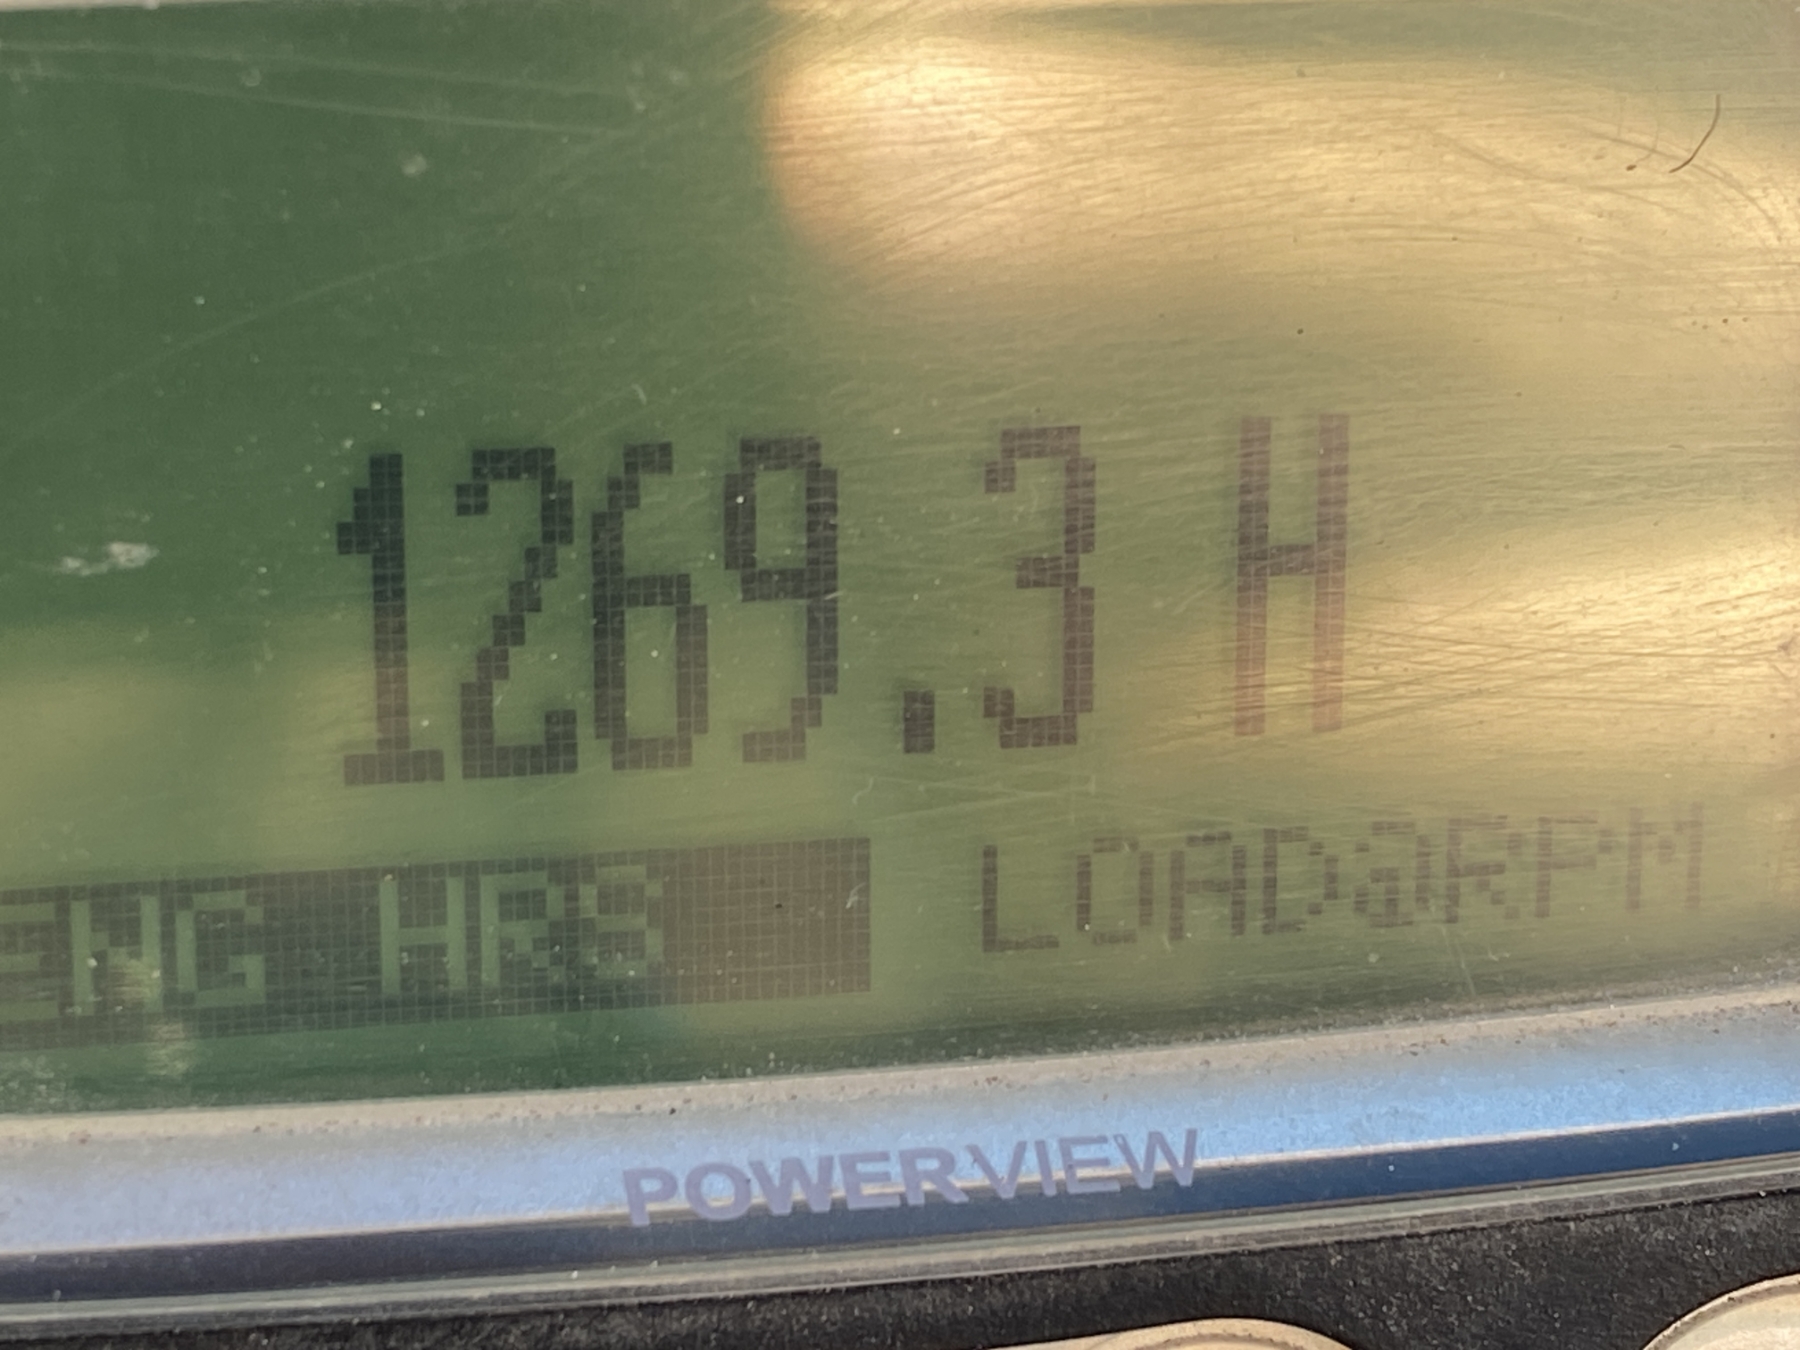 1269.3 H
ENG HRS LOAD@RPM
POWERVIEW